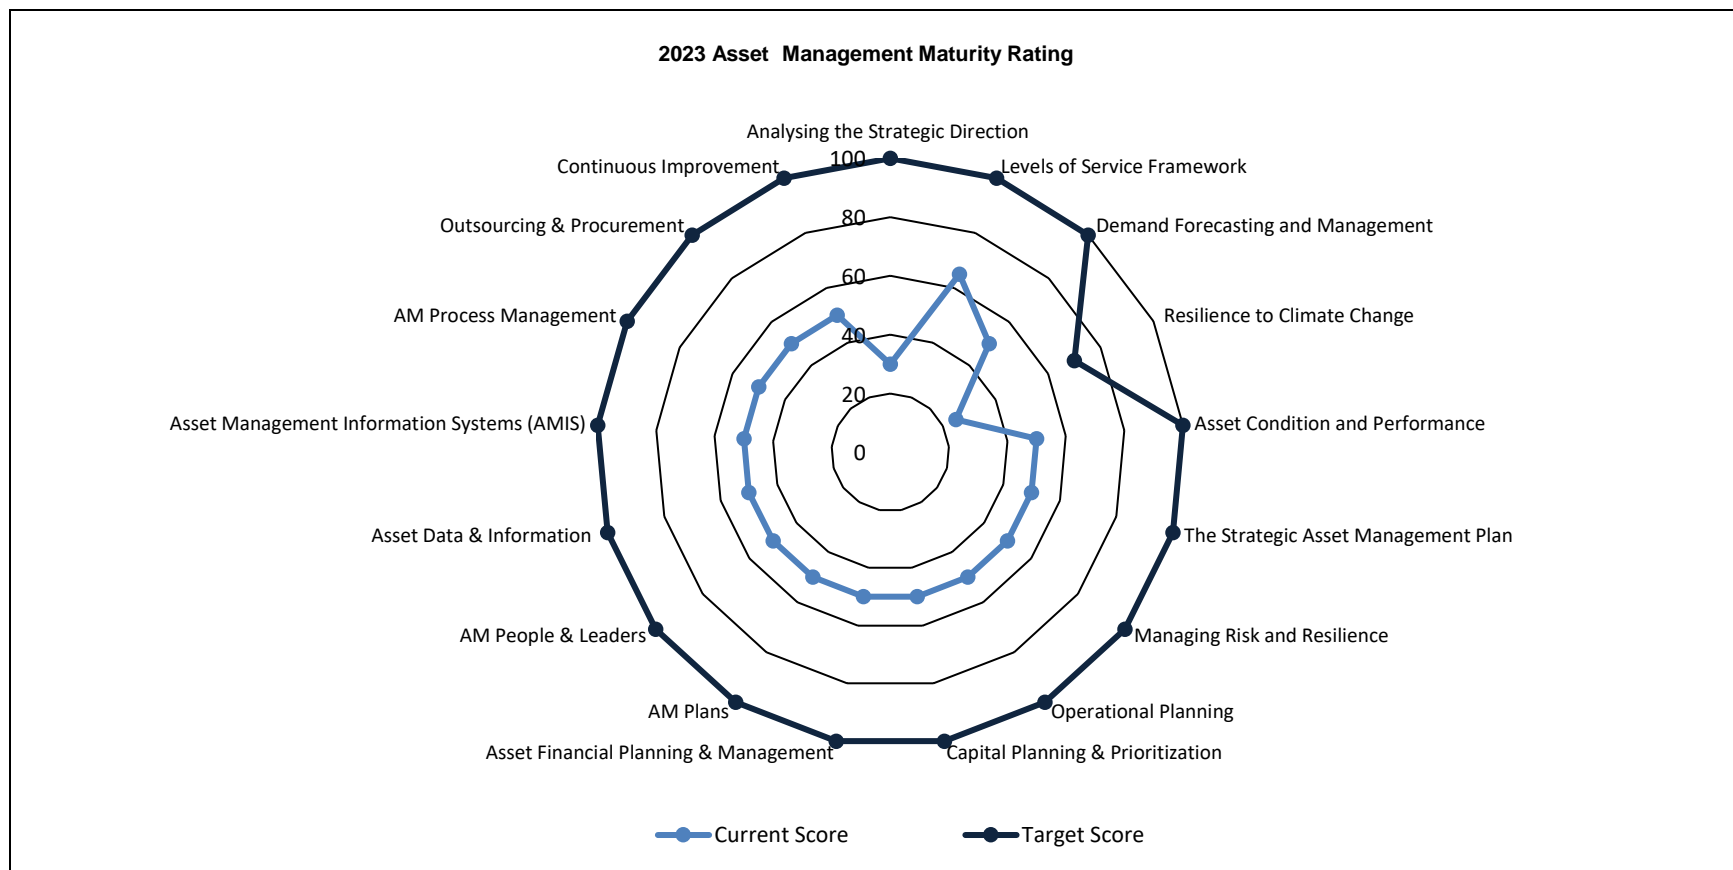 2023 Asset  Management Maturity Rating
Analysing the Strategic Direction
100
Continuous Improvement
Levels of Service Framework
80
Outsourcing & Procurement
Demand Forecasting and Management
60
AM Process Management
Resilience to Climate Change
40
20
Asset Management Information Systems (AMIS)
Asset Condition and Performance
0
Asset Data & Information
The Strategic Asset Management Plan
AM People & Leaders
Managing Risk and Resilience
AM Plans
Operational Planning
Asset Financial Planning & Management
Capital Planning & Prioritization
Current Score
Target Score